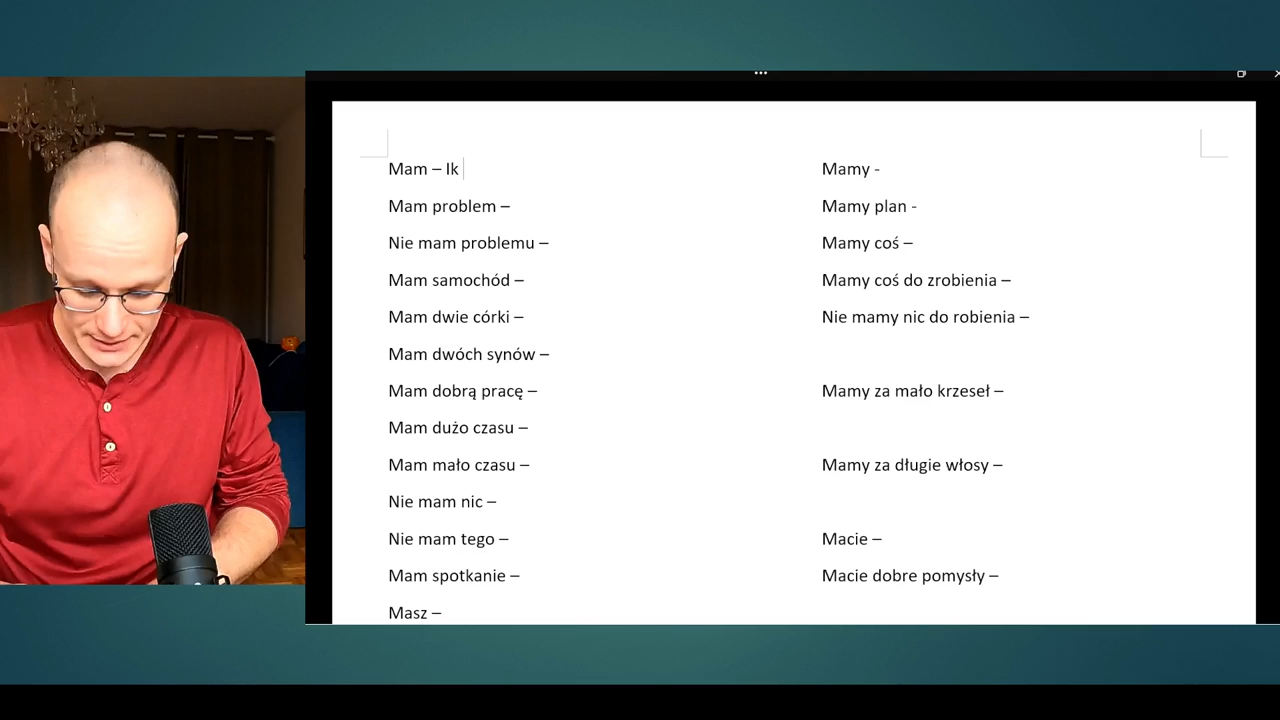 Mam – Ik
Mam problem –
Nie mam problemu –
Mam samochód –
Mam dwie córki –
Mam dwóch synów –
Mam dobrą pracę –
Mam dużo czasu –
Mam mało czasu –
Nie mam nic –
Nie mam tego –
Mam spotkanie –
Masz –
Mamy -
Mamy plan -
Mamy coś –
Mamy coś do zrobienia –
Nie mamy nic do robienia –
Mamy za mało krzeseł –
Mamy za długie włosy –
Macie –
Macie dobre pomysły –